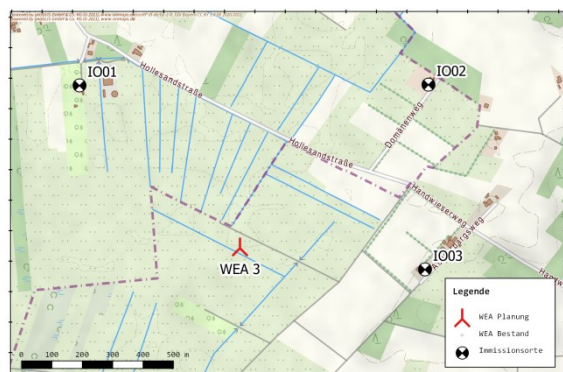 IO01
IO02
Hollesandstraße
Hollesandstraße
Domänenweg
Handwieserweg
IO03
WEA 3
Legende
WEA Planung
WEA Bestand
Immissionsorte
0 100 200 300 400 500 m